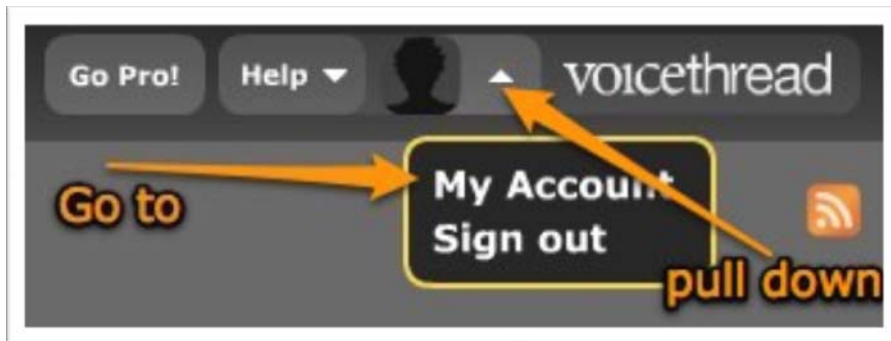 Go Pro!
Help
voicethread
My Account
Go to
Sign out
pull down